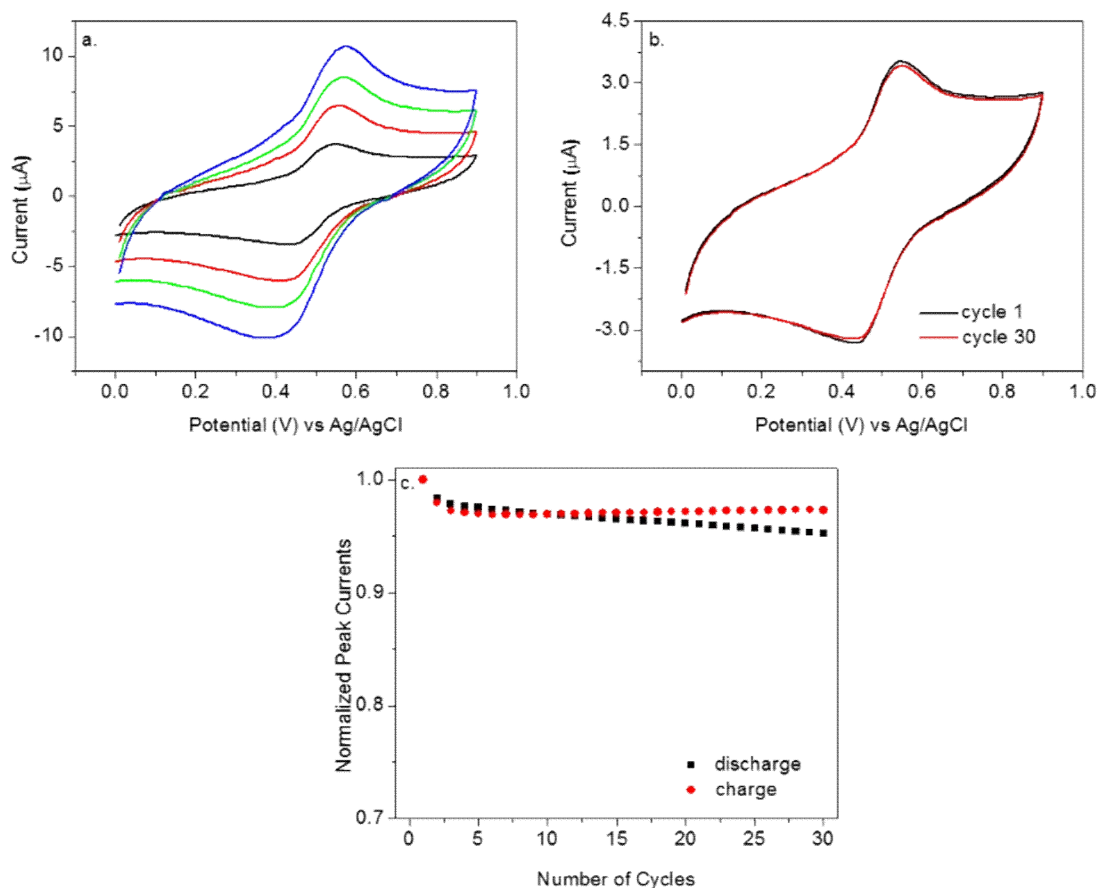 a.
10
5
0
-5
-10
Current (μA)
0.0 0.2 0.4 0.6 0.8 1.0
Potential (V) vs Ag/AgCl
b.
4.5
3.0
1.5
0.0
-1.5
-3.0
Current (μA)
cycle 1
cycle 30
0.0 0.2 0.4 0.6 0.8 1.0
Potential (V) vs Ag/AgCl
c.
1.0
0.9
0.8
0.7
Normalized Peak Currents
discharge
charge
0 5 10 15 20 25 30
Number of Cycles